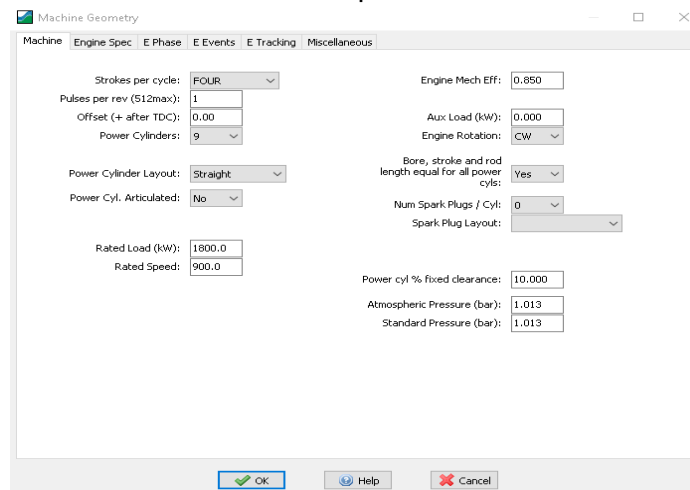 Machine Geometry
Machine Engine Spec E Phase E Events E Tracking Miscellaneous
Strokes per cycle: FOUR
Pulses per rev (512max): 1
Offset (+ after TDC): 0.00
Power Cylinders: 9
Power Cylinder Layout: Straight
Power Cyl. Articulated: No
Rated Load (kW): 1800.0
Rated Speed: 900.0
Engine Mech Eff: 0.850
Aux Load (kW): 0.000
Engine Rotation: CW
Bore, stroke and rod
length equal for all power
cyls: Yes
Num Spark Plugs / Cyl: 0
Spark Plug Layout:
Power cyl % fixed clearance: 10.000
Atmospheric Pressure (bar): 1.013
Standard Pressure (bar): 1.013
OK Help Cancel